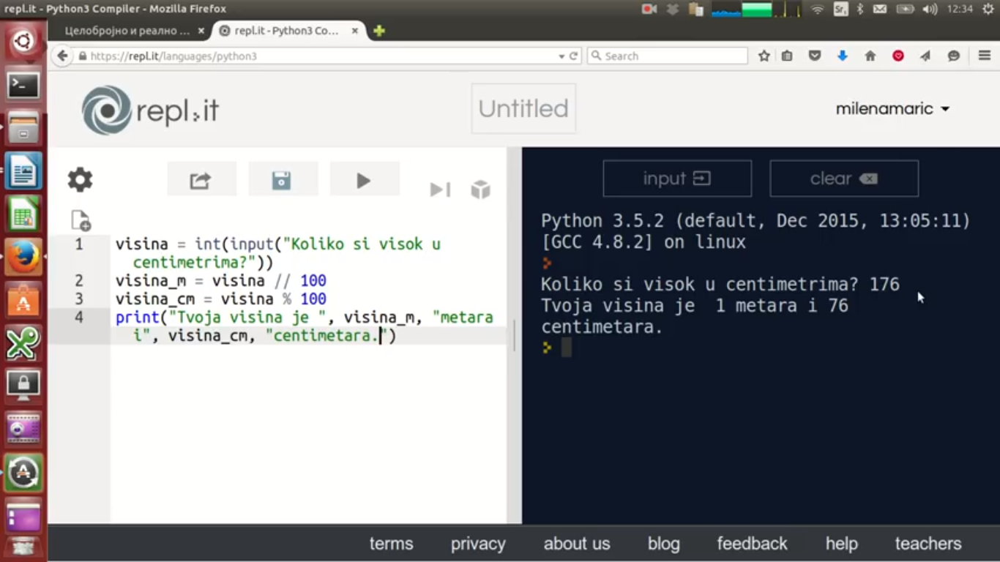 repl.it - Python3 Compiler - Mozilla Firefox
Sr₁
12:34
Целобројно и реално ...
repl.it - Python3 Co...
https://repl.it/languages/python3
Search
repl.it
Untitled
milenamaric
input
clear
1 visina = int(input("Koliko si visok u
centimetrima?"))
2 visina_m = visina // 100
3 visina_cm = visina % 100
4 print("Tvoja visina je ", visina_m, "metara
i", visina_cm, "centimetara.")
Python 3.5.2 (default, Dec 2015, 13:05:11)
[GCC 4.8.2] on linux
Koliko si visok u centimetrima? 176
Tvoja visina je  1 metara i 76
centimetara.
terms privacy about us blog feedback help teachers